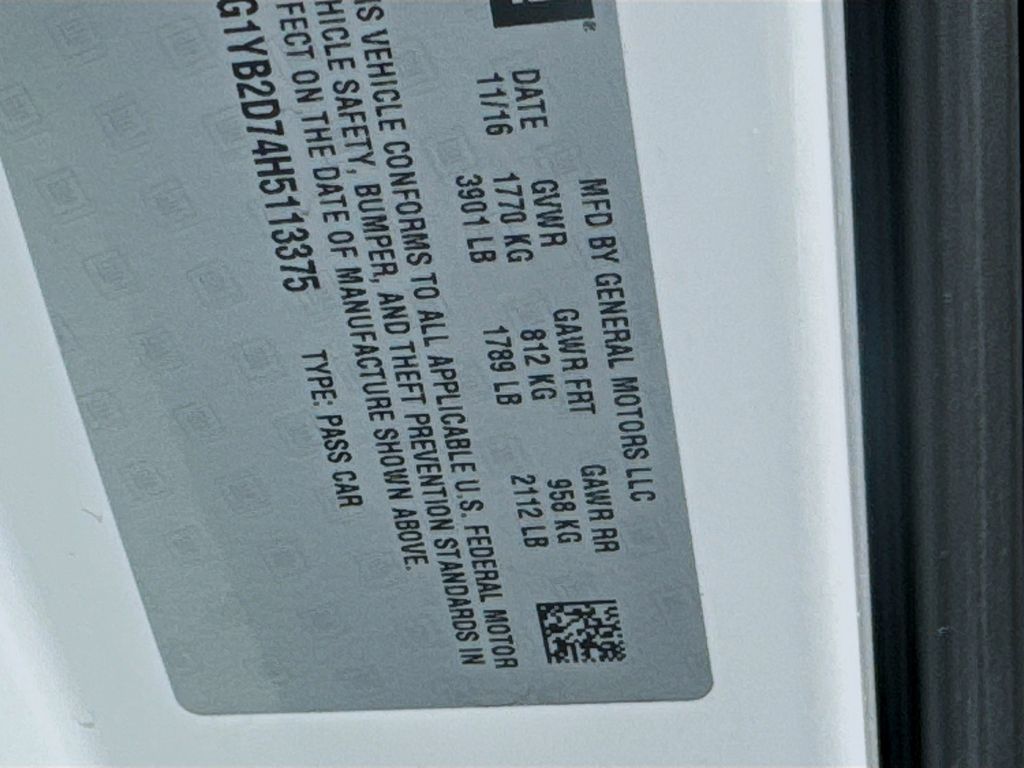 MFD BY GENERAL MOTORS LLC
DATE GVWR GAWR FRT GAWR RR
11/16 1770 KG 812 KG 958 KG
3901 LB 1789 LB 2112 LB
VEHICLE CONFORMS TO ALL APPLICABLE U.S. FEDERAL MOTOR
SAFETY, BUMPER, AND THEFT PREVENTION STANDARDS IN
ON THE DATE OF MANUFACTURE SHOWN ABOVE.
G1YB2D74H5113375 TYPE: PASS CAR